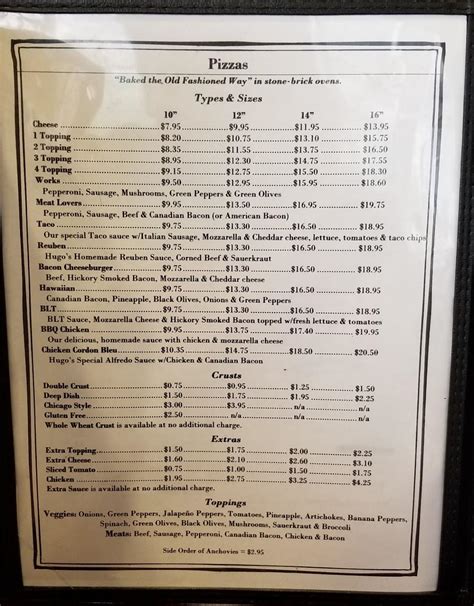 Pizzas
"Baked the, Old Fashioned Way" in stone-brick ovens.
Types & Sizes
10" 12" 14" 16"
Cheese $7.95 $9.95 $11.95 $13.95
1 Topping $8.20 $10.75 $13.10 $15.75
2 Topping $8.35 $11.55 $13.75 $16.50
3 Topping $8.95 $12.30 $14.75 $17.55
4 Topping $9.15 $12.75 $15.50 $18.30
Works $9.50 $12.95 $15.95 $18.60
Pepperoni, Sausage, Mushrooms, Green Peppers & Green Olives
Meat Lovers $9.95 $13.50 $16.95 $19.75
Pepperoni, Sausage, Beef & Canadian Bacon (or American Bacon)
Taco $9.75 $13.30 $16.50 $18.95
Our special Taco sauce w/Italian Sausage, Mozzarella & Cheddar cheese, lettuce, tomatoes & taco chips
Reuben $9.75 $13.30 $16.50 $18.95
Hugo's Homemade Reuben Sauce, Corned Beef & Sauerkraut
Bacon Cheeseburger $9.75 $13.30 $16.50 $18.95
Beef, Hickory Smoked Bacon, Mozzarella & Cheddar cheese
Hawaiian $9.75 $13.30 $16.50 $18.95
Canadian Bacon, Pineapple, Black Olives, Onions & Green Peppers
BLT $9.75 $13.30 $16.50 $18.95
BLT Sauce, Mozzarella Cheese & Hickory Smoked Bacon topped w/fresh lettuce & tomatoes
BBQ Chicken $9.95 $13.75 $17.40 $19.95
Our delicious, homemade sauce with chicken & mozzarella cheese
Chicken Cordon Bleu $10.35 $14.75 $18.50 $20.50
Hugo's Special Alfredo Sauce w/Chicken & Canadian Bacon
Crusts
Double Crust $0.75 $0.95 $1.25 $1.50
Deep Dish $1.50 $1.75 $1.95 $2.25
Chicago Style $3.00 $3.95 n/a n/a
Gluten Free $2.50 n/a n/a n/a
Whole Wheat Crust is available at no additional charge.
Extras
Extra Topping $1.50 $1.75 $2.00 $2.25
Extra Cheese $1.60 $2.10 $2.60 $3.10
Sliced Tomato $0.75 $1.00 $1.50 $1.75
Chicken $1.95 $2.75 $3.25 $4.25
Extra Sauce is available at no additional charge.
Toppings
Veggies: Onions, Green Peppers, Jalapeño Peppers, Tomatoes, Pineapple, Artichokes, Banana Peppers,
Spinach, Green Olives, Black Olives, Mushrooms, Sauerkraut & Broccoli
Meats: Beef, Sausage, Pepperoni, Canadian Bacon, Chicken & Bacon
Side Order of Anchovies = $2.95